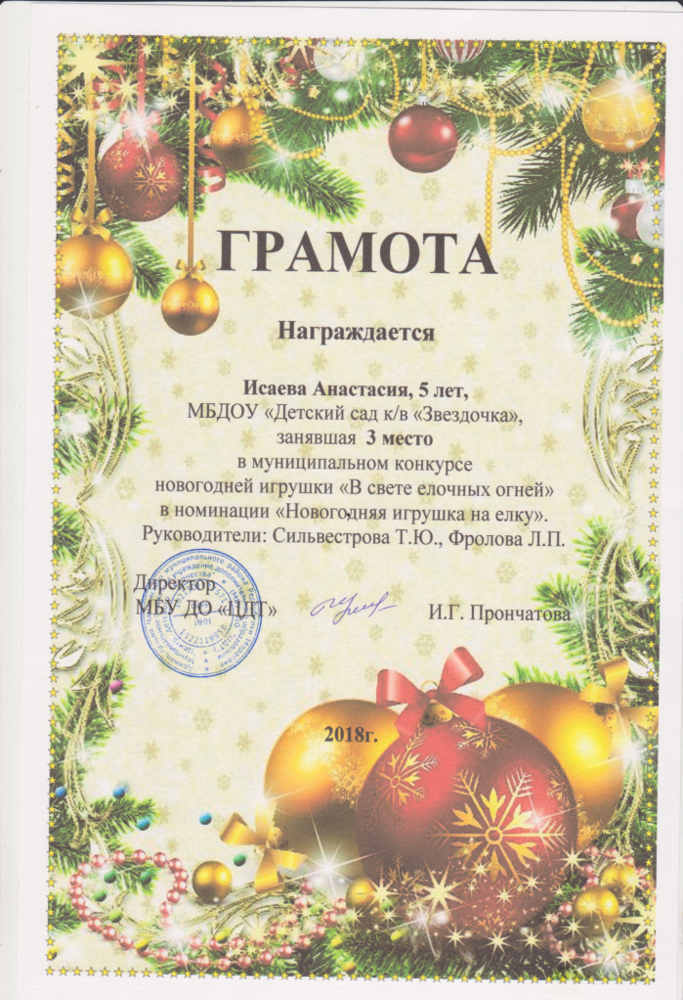 ГРАМОТА
Награждается
Исаева Анастасия, 5 лет,
МБДОУ «Детский сад к/в «Звездочка»,
занявшая 3 место
в муниципальном конкурсе
новогодней игрушки «В свете елочных огней»
в номинации «Новогодняя игрушка на елку».
Руководители: Сильвестрова Т.Ю., Фролова Л.П.
Директор
МБУ ДО «ЦДТ»
И.Г. Прончатова
ИНН
2018г.